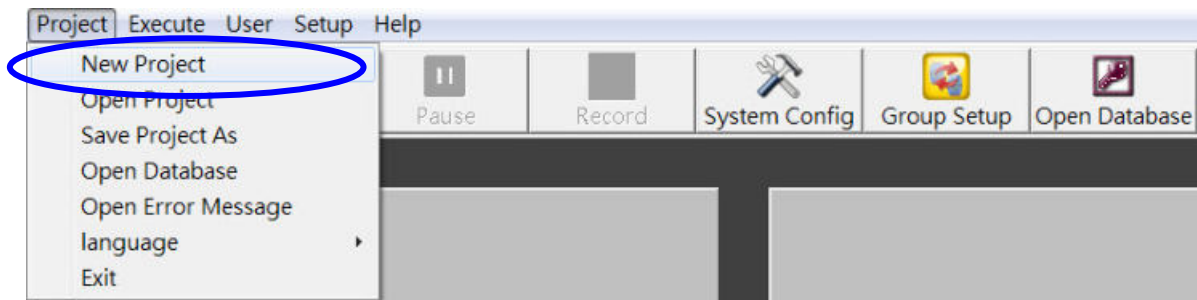 Project Execute User Setup Help
New Project
Open Project
Save Project As
Open Database
Open Error Message
language
Exit
Pause Record System Config Group Setup Open Database